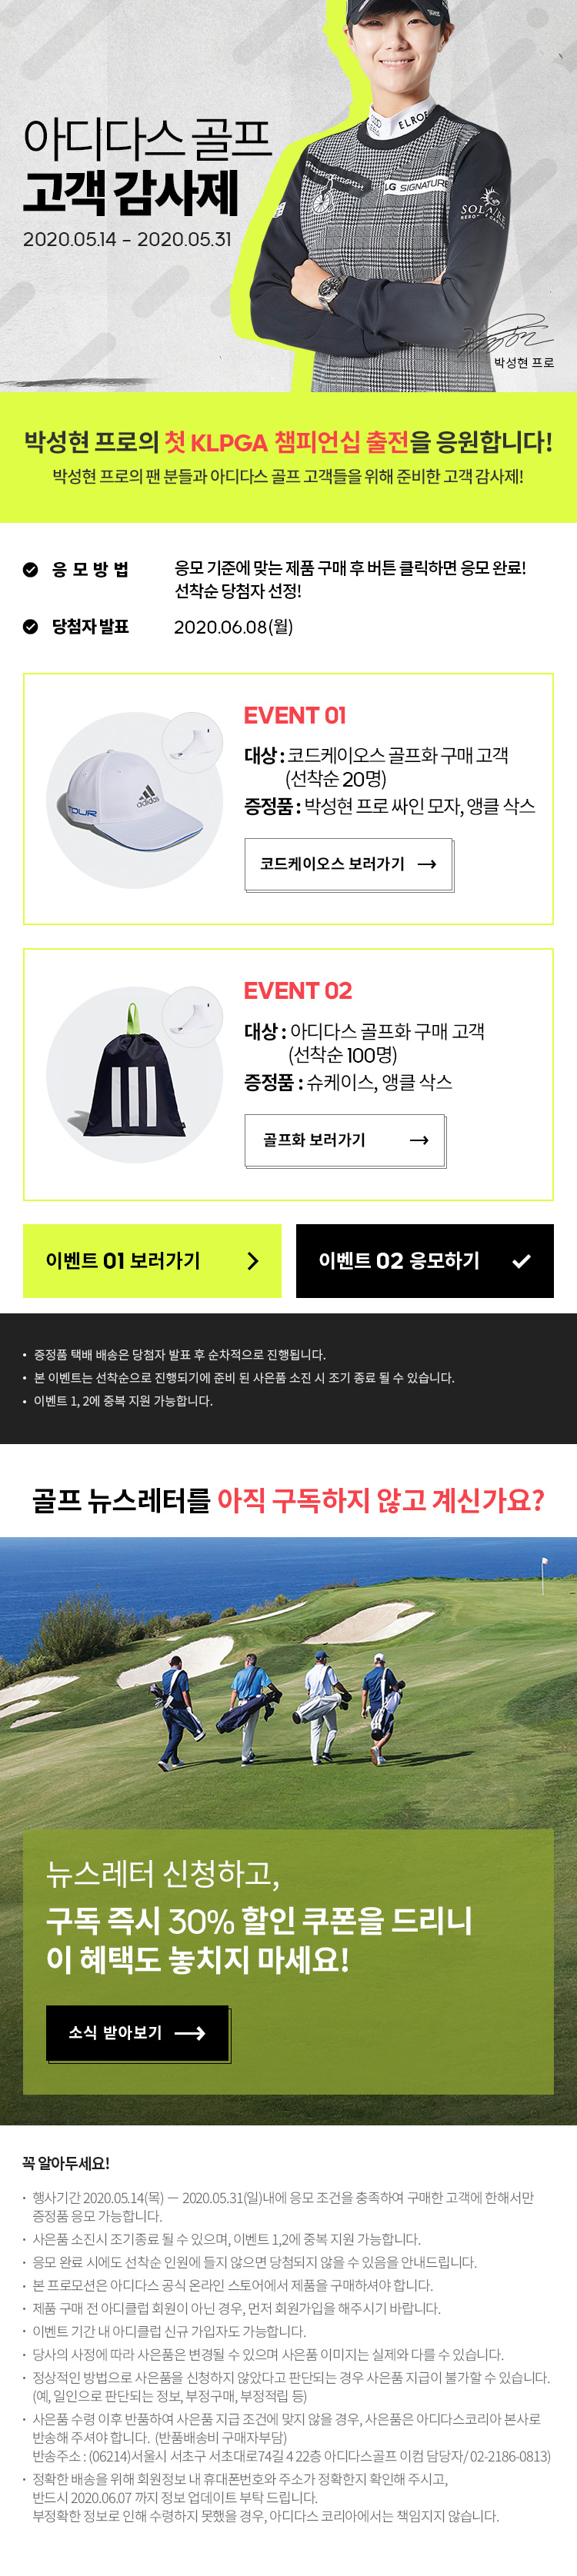 ELROE
LG SIGNATURE
SOLAIRE
아디다스 골프
고객 감사제
2020.05.14 - 2020.05.31
박성현 프로
박성현 프로의 첫 KLPGA 챔피언십 출전을 응원합니다!
박성현 프로의 팬 분들과 아디다스 골프 고객들을 위해 준비한 고객 감사제!
응모방법
응모 기준에 맞는 제품 구매 후 버튼 클릭하면 응모 완료!
선착순 당첨자 선정!
당첨자 발표
2020.06.08(월)
TOUR
adidas
EVENT 01
대상 : 코드케이오스 골프화 구매 고객
(선착순 20명)
증정품 : 박성현 프로 싸인 모자, 앵클 삭스
코드케이오스 보러가기
EVENT 02
대상 : 아디다스 골프화 구매 고객
(선착순 100명)
증정품 : 슈케이스, 앵클 삭스
골프화 보러가기
이벤트 01 보러가기
이벤트 02 응모하기
• 증정품 택배 배송은 당첨자 발표 후 순차적으로 진행됩니다.
• 본 이벤트는 선착순으로 진행되기에 준비 된 사은품 소진 시 조기 종료 될 수 있습니다.
• 이벤트 1, 2에 중복 지원 가능합니다.
골프 뉴스레터를 아직 구독하지 않고 계신가요?
뉴스레터 신청하고,
구독 즉시 30% 할인 쿠폰을 드리니
이 혜택도 놓치지 마세요!
소식 받아보기
꼭 알아두세요!
· 행사기간 2020.05.14(목) — 2020.05.31(일)내에 응모 조건을 충족하여 구매한 고객에 한해서만
증정품 응모 가능합니다.
· 사은품 소진시 조기종료 될 수 있으며, 이벤트 1,2에 중복 지원 가능합니다.
· 응모 완료 시에도 선착순 인원에 들지 않으면 당첨되지 않을 수 있음을 안내드립니다.
· 본 프로모션은 아디다스 공식 온라인 스토어에서 제품을 구매하셔야 합니다.
· 제품 구매 전 아디클럽 회원이 아닌 경우, 먼저 회원가입을 해주시기 바랍니다.
· 이벤트 기간 내 아디클럽 신규 가입자도 가능합니다.
· 당사의 사정에 따라 사은품은 변경될 수 있으며 사은품 이미지는 실제와 다를 수 있습니다.
· 정상적인 방법으로 사은품을 신청하지 않았다고 판단되는 경우 사은품 지급이 불가할 수 있습니다.
(예, 일인으로 판단되는 정보, 부정구매, 부정적립 등)
· 사은품 수령 이후 반품하여 사은품 지급 조건에 맞지 않을 경우, 사은품은 아디다스코리아 본사로
반송해 주셔야 합니다. (반품배송비 구매자부담)
반송주소 : (06214)서울시 서초구 서초대로74길 4 22층 아디다스골프 이컴 담당자/ 02-2186-0813)
· 정확한 배송을 위해 회원정보 내 휴대폰번호와 주소가 정확한지 확인해 주시고,
반드시 2020.06.07 까지 정보 업데이트 부탁 드립니다.
부정확한 정보로 인해 수령하지 못했을 경우, 아디다스 코리아에서는 책임지지 않습니다.